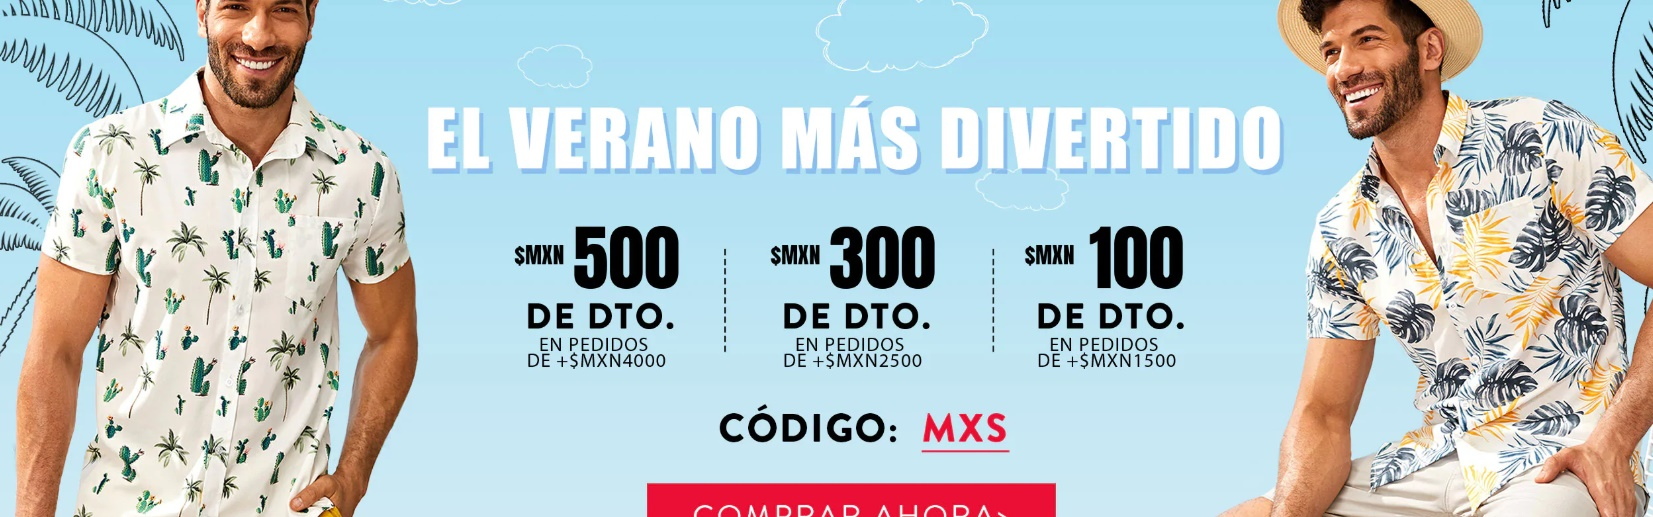 EL VERANO MÁS DIVERTIDO
$MXN 500
DE DTO.
EN PEDIDOS
DE +$MXN4000
$MXN 300
DE DTO.
EN PEDIDOS
DE +$MXN2500
$MXN 100
DE DTO.
EN PEDIDOS
DE +$MXN1500
CÓDIGO: MXS
COMPRAR AHORA>